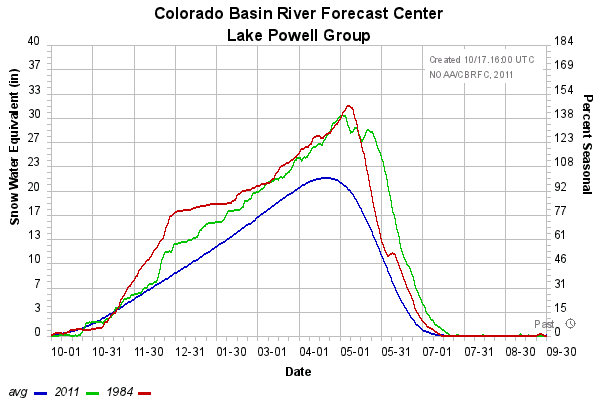 Colorado Basin River Forecast Center
Lake Powell Group
Created 10/17.16:00 UTC
NOAA/CBRFC, 2011
Snow Water Equivalent (in)
40
37
33
30
27
23
20
17
13
10
7
3
0
Percent Seasonal
184
169
153
138
123
108
92
77
61
46
31
15
0
Past
10-01 10-31 11-30 12-31 01-30 03-01 04-01 05-01 05-31 07-01 07-31 08-30 09-30
Date
avg 2011 1984